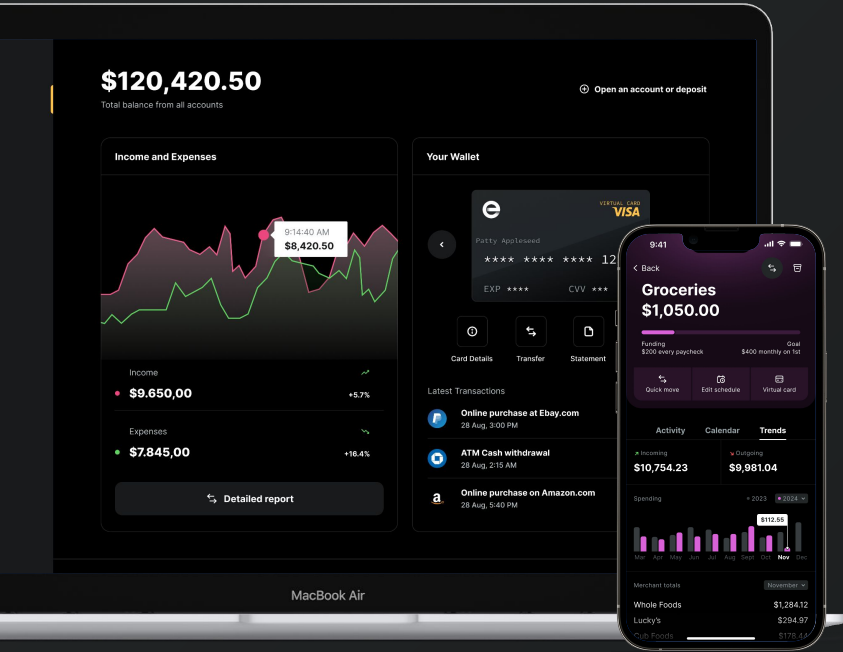 $120,420.50
Total balance from all accounts
Open an account or deposit
Income and Expenses
9:14:40 AM
$8,420.50
Income
$9.650,00
+5.7%
Expenses
$7.845,00
+16.4%
Detailed report
Your Wallet
VIRTUAL CARD
VISA
Patty Appleseed
**** **** **** 12
EXP ****
CVV ***
Card Details
Transfer
Statement
Latest Transactions
Online purchase at Ebay.com
28 Aug, 3:00 PM
ATM Cash withdrawal
28 Aug, 2:15 AM
Online purchase on Amazon.com
28 Aug, 5:40 PM
MacBook Air
9:41
Back
Groceries
$1,050.00
Funding
Goal
$200 every paycheck
$400 monthly on 1st
Quick move
Edit schedule
Virtual card
Activity
Calendar
Trends
Incoming
Outgoing
$10,754.23
$9,981.04
Spending
2023
2024
$112.55
Mar Apr May Jun Jul Aug Sept Oct Nov Dec
Merchant totals
November
Whole Foods
$1,284.12
Lucky's
$294.97
Cub Foods
$178.44